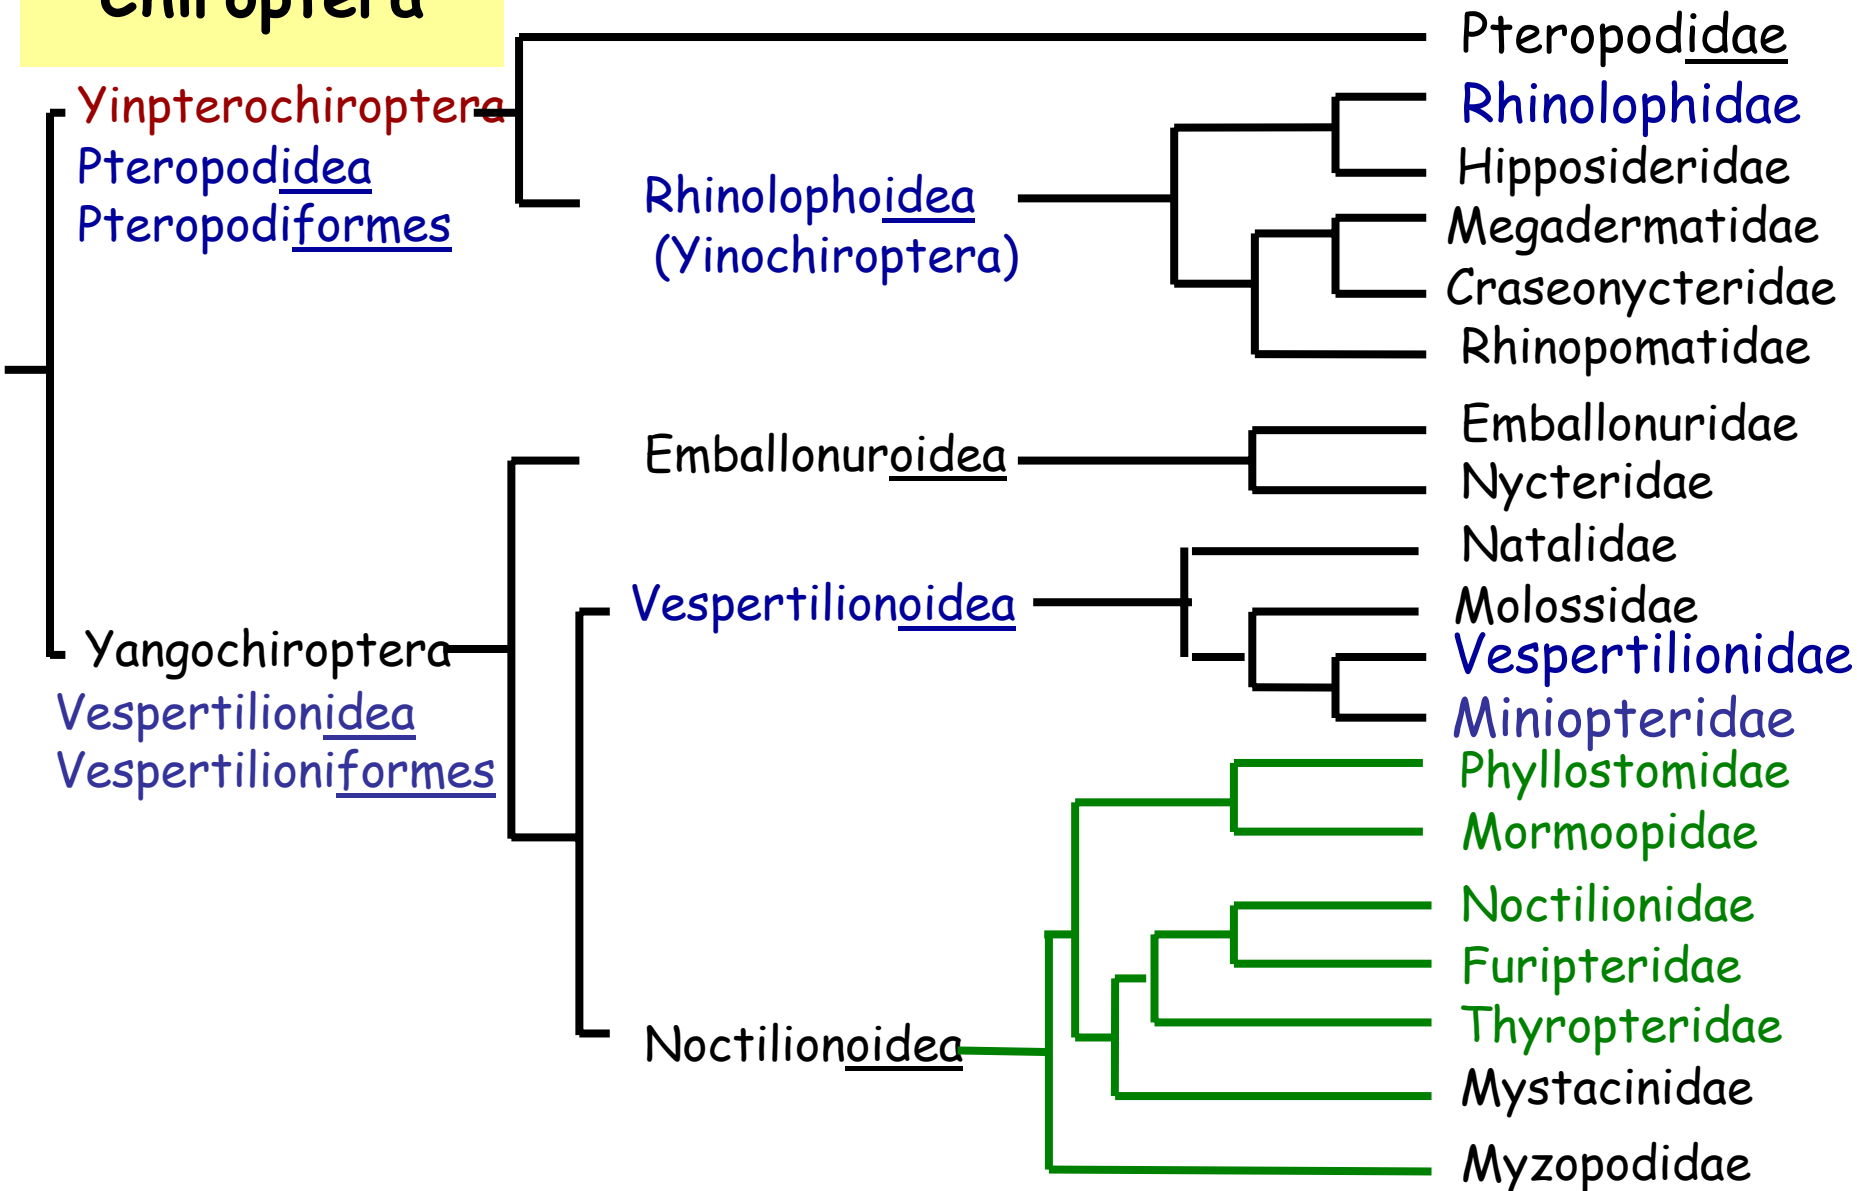 Chiroptera
Yinpterochiroptera
Pteropodidea
Pteropodiformes
Rhinolophoidea
(Yinochiroptera)
Pteropodidae
Rhinolophidae
Hipposideridae
Megadermatidae
Craseonycteridae
Rhinopomatidae
Yangochiroptera
Vespertilionidea
Vespertilioniformes
Emballonuroidea
Emballonuridae
Nycteridae
Vespertilionoidea
Natalidae
Molossidae
Vespertilionidae
Miniopteridae
Noctilionoidea
Phyllostomidae
Mormoopidae
Noctilionidae
Furipteridae
Thyropteridae
Mystacinidae
Myzopodidae